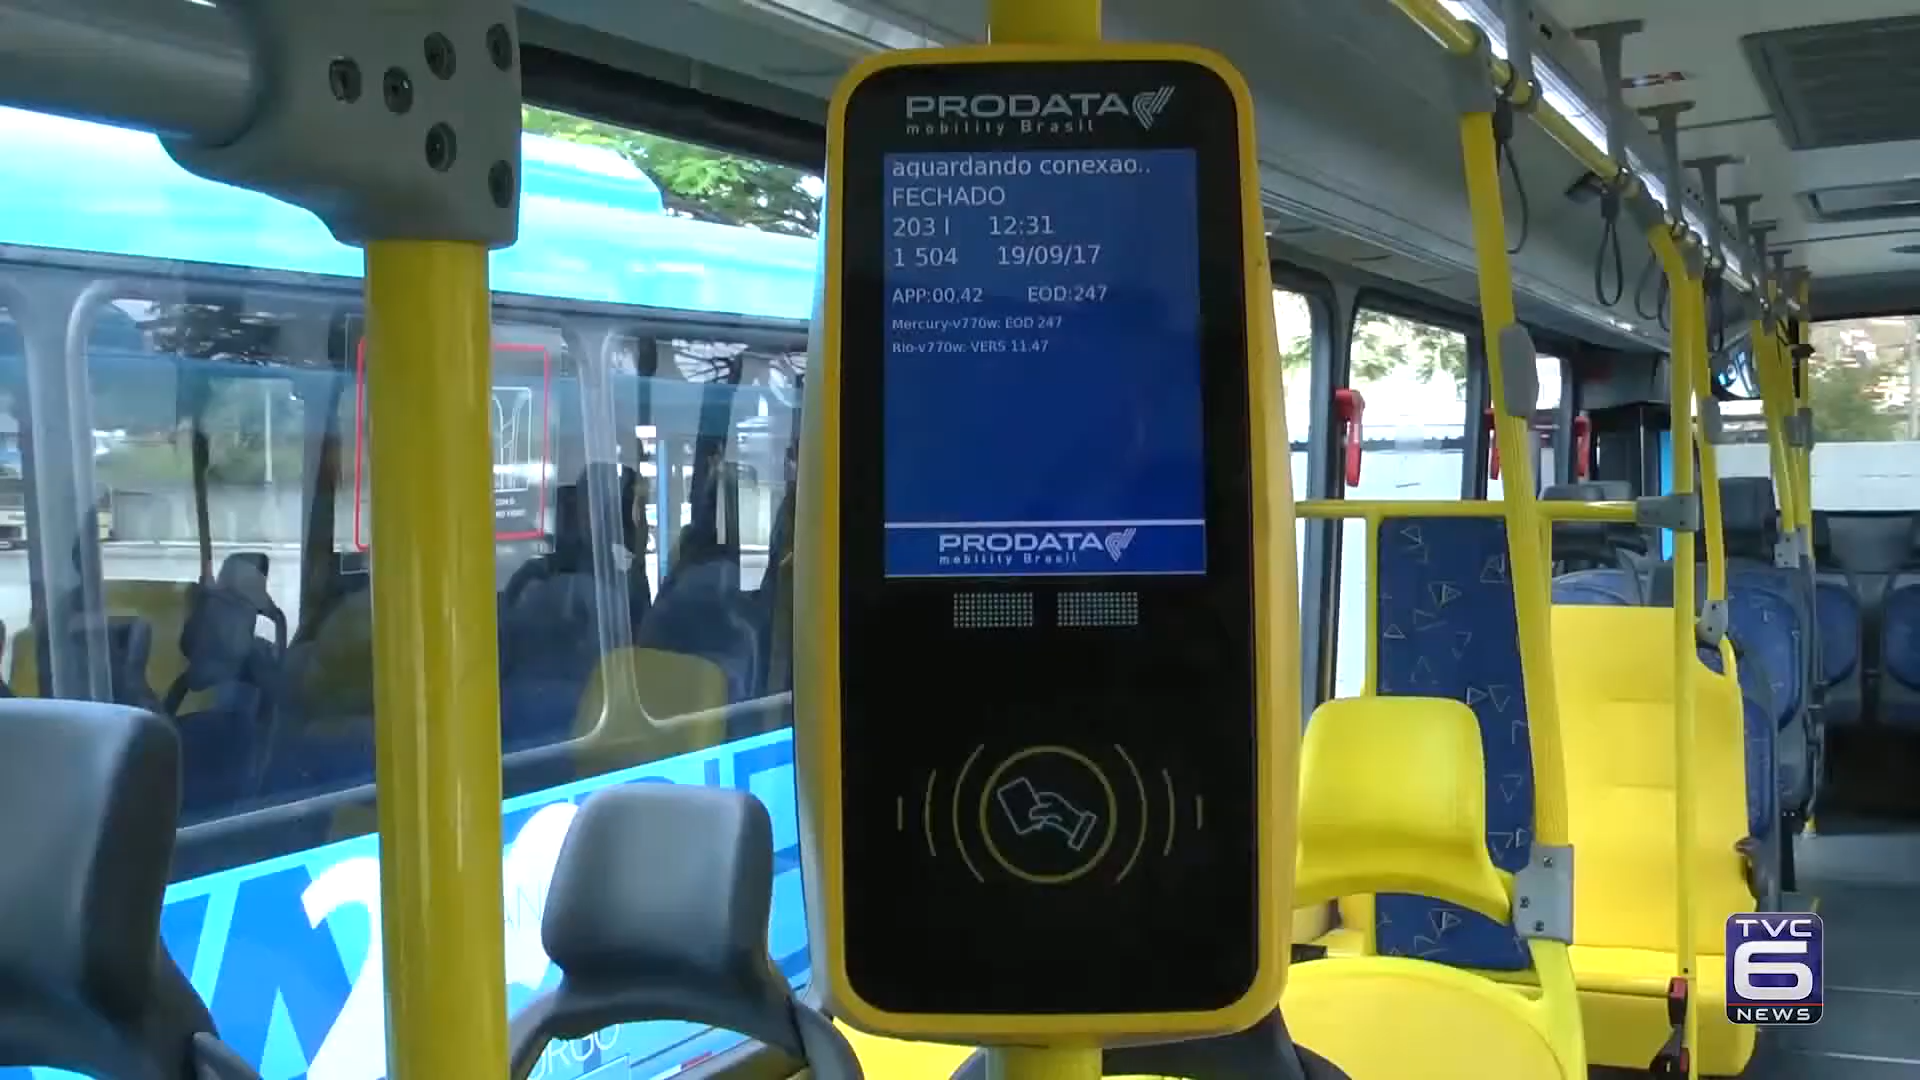 PRODATA
mobility Brasil
aguardando conexao..
FECHADO
203 I 12:31
1 504 19/09/17
APP:00.42 EOD:247
Mercury-v770w: EOD 247
Rio-v770w: VERS 11.47
PRODATA
mobility Brasil
TVC
6
NEWS